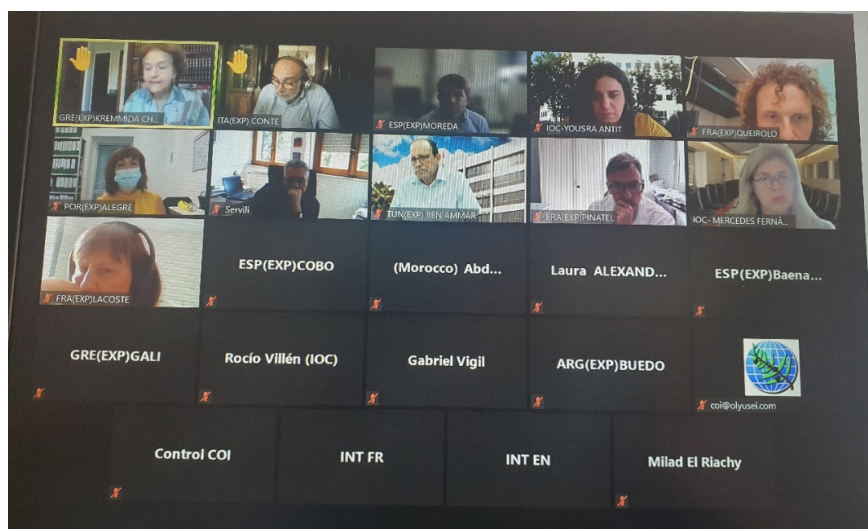 GRE(EXP)KREMMIDA CH...
ITA(EXP) CONTE
ESP(EXP)MOREDA
IOC-YOUSRA ANTIT
FRA(EXP)QUEIROLO
POR(EXP)ALEGRE
Servili
TUN(EXP) BEN AMMAR
FRA(EXP)PINATEL
IOC- MERCEDES FERNÁ...
FRA(EXP)LACOSTE
ESP(EXP)COBO
(Morocco) Abd...
Laura ALEXAND...
ESP(EXP)Baena...
GRE(EXP)GALI
Rocío Villén (IOC)
Gabriel Vigil
ARG(EXP)BUEDO
coi@olyusei.com
Control COI
INT FR
INT EN
Milad El Riachy